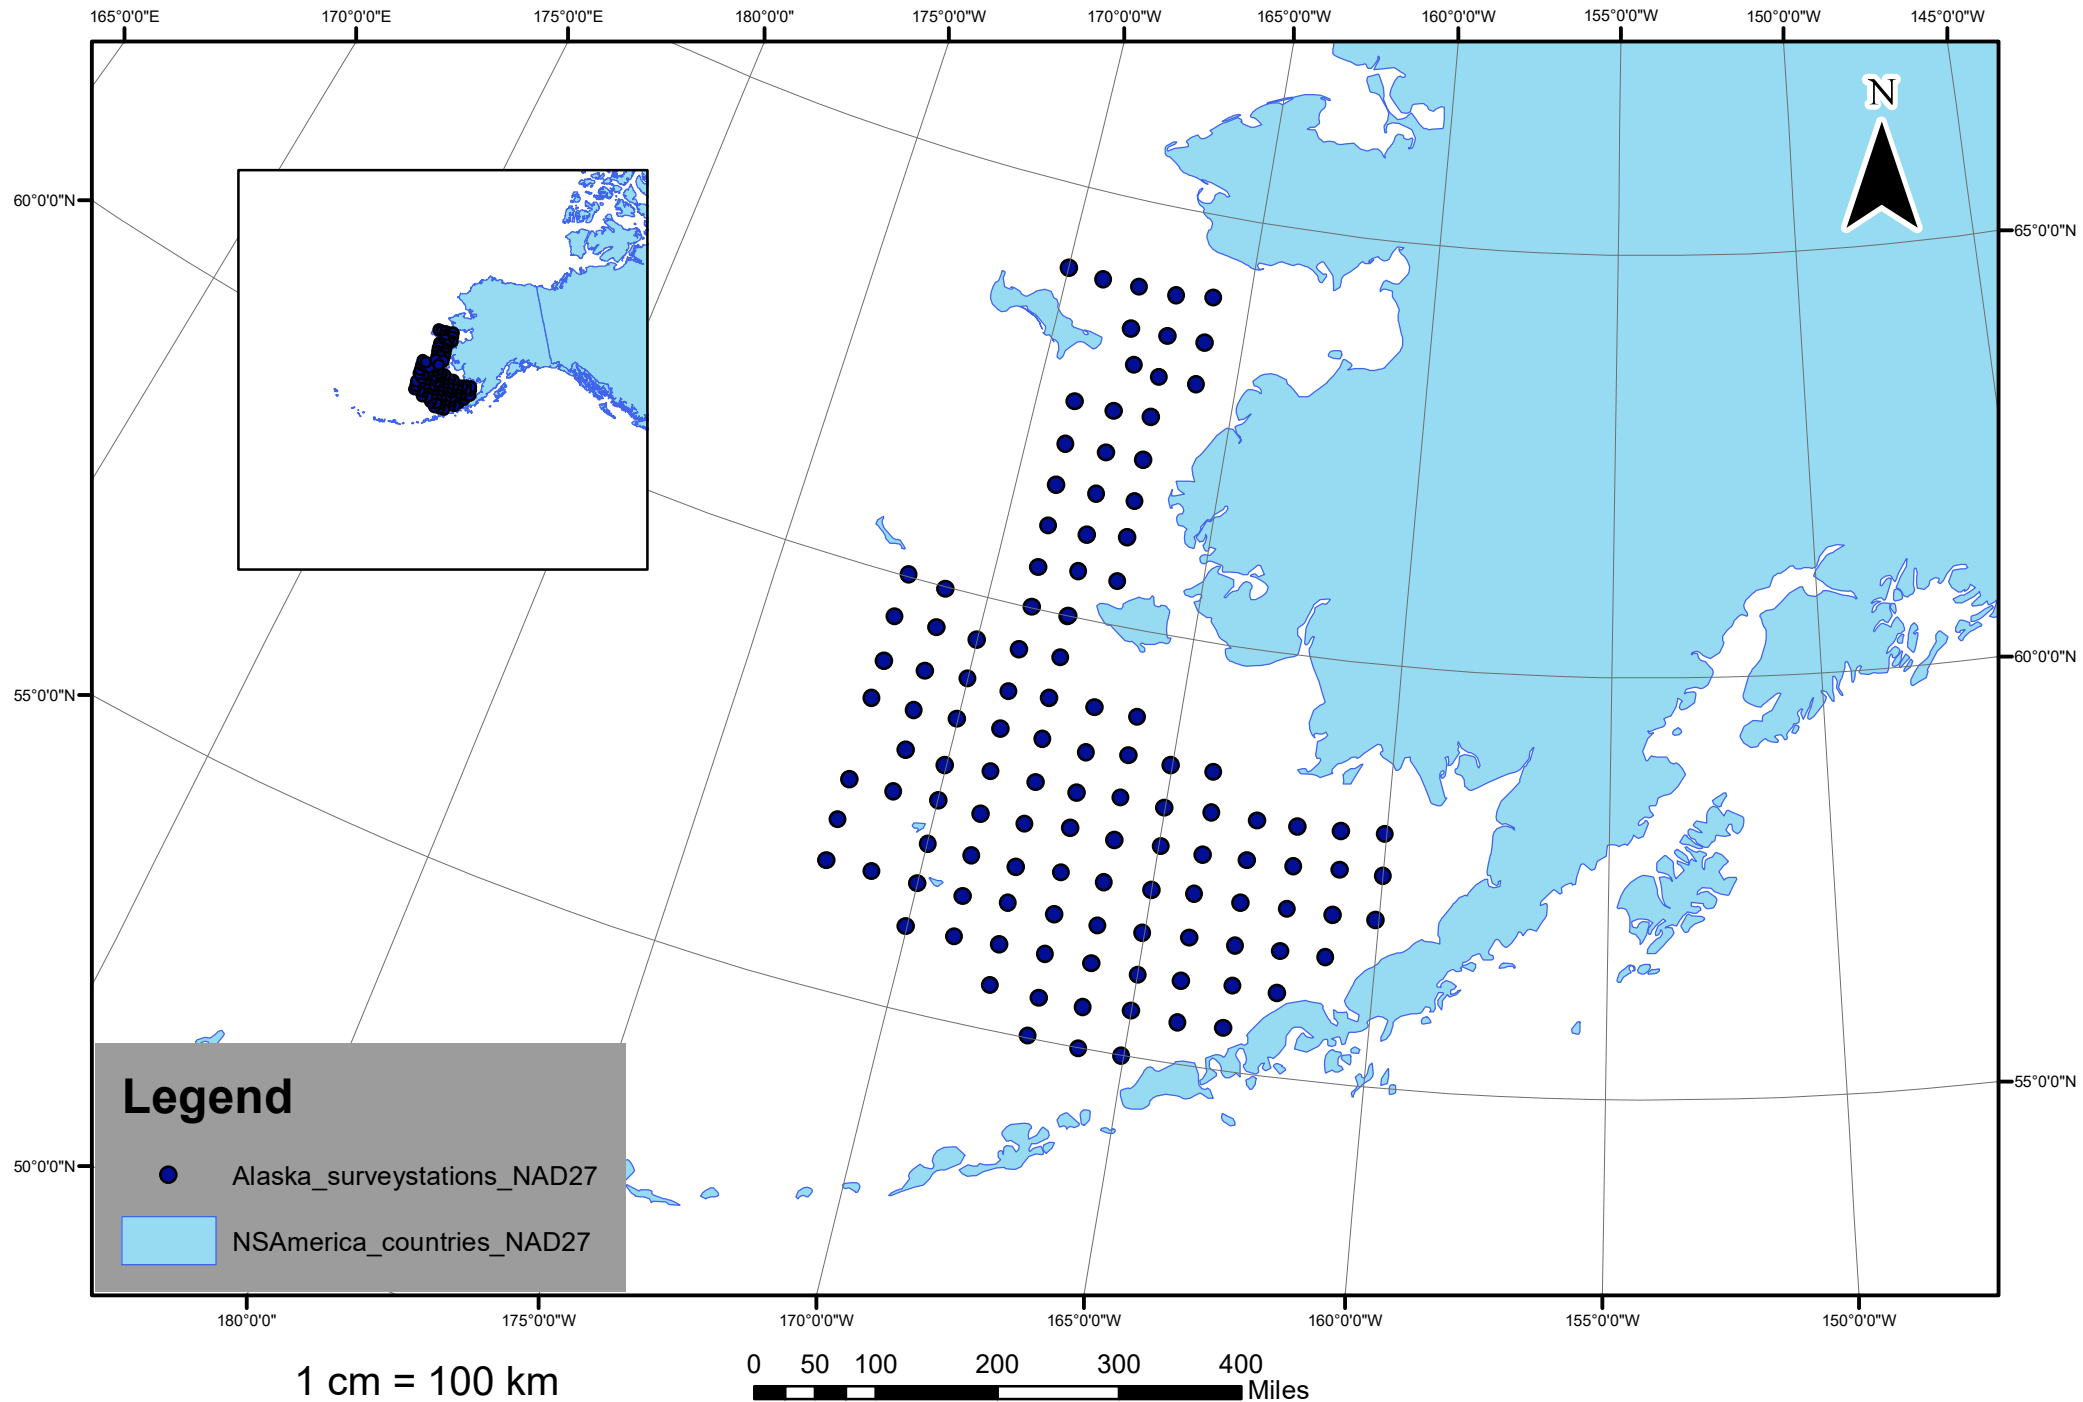 165°0'0"E 170°0'0"E 175°0'0"E 180°0'0" 175°0'0"W 170°0'0"W 165°0'0"W 160°0'0"W 155°0'0"W 150°0'0"W 145°0'0"W
N
60°0'0"N
65°0'0"N
60°0'0"N
55°0'0"N
55°0'0"N
50°0'0"N
Legend
Alaska_surveystations_NAD27
NSAmerica_countries_NAD27
180°0'0" 175°0'0"W 170°0'0"W 165°0'0"W 160°0'0"W 155°0'0"W 150°0'0"W
1 cm = 100 km
0 50 100 200 300 400
Miles